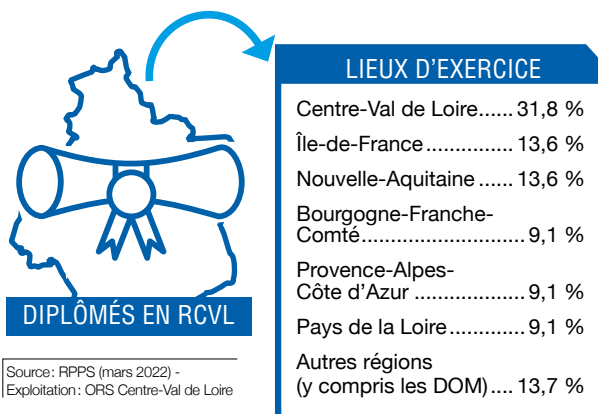 DIPLÔMÉS EN RCVL
Source: RPPS (mars 2022) -
Exploitation: ORS Centre-Val de Loire
LIEUX D'EXERCICE
Centre-Val de Loire...... 31,8 %
Île-de-France............... 13,6 %
Nouvelle-Aquitaine ...... 13,6 %
Bourgogne-Franche-
Comté........................... 9,1 %
Provence-Alpes-
Côte d'Azur .................. 9,1 %
Pays de la Loire............. 9,1 %
Autres régions
(y compris les DOM).... 13,7 %